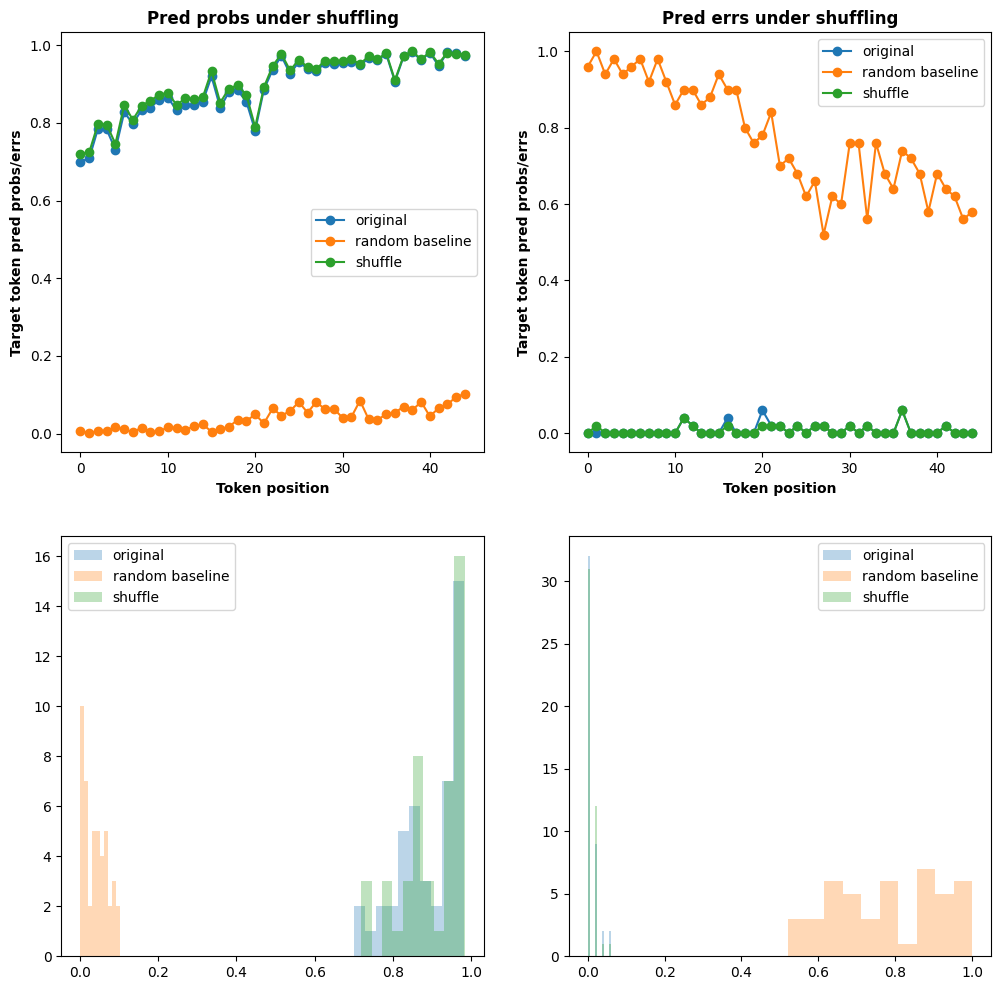 Pred probs under shuffling
Target token pred probs/errs
1.0
0.8
0.6
0.4
0.2
0.0
original
random baseline
shuffle
0
10
20
30
40
Token position
Pred errs under shuffling
Target token pred probs/errs
1.0
0.8
0.6
0.4
0.2
0.0
original
random baseline
shuffle
0
10
20
30
40
Token position
16
14
12
10
8
6
4
2
0
original
random baseline
shuffle
0.0
0.2
0.4
0.6
0.8
1.0
30
25
20
15
10
5
0
original
random baseline
shuffle
0.0
0.2
0.4
0.6
0.8
1.0